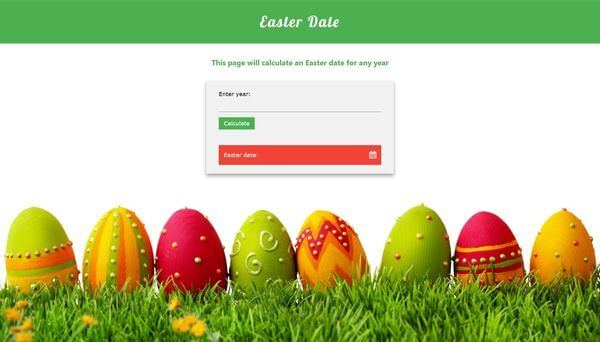 Easter Date
This page will calculate an Easter date for any year
Enter year:
Calculate
Easter date: